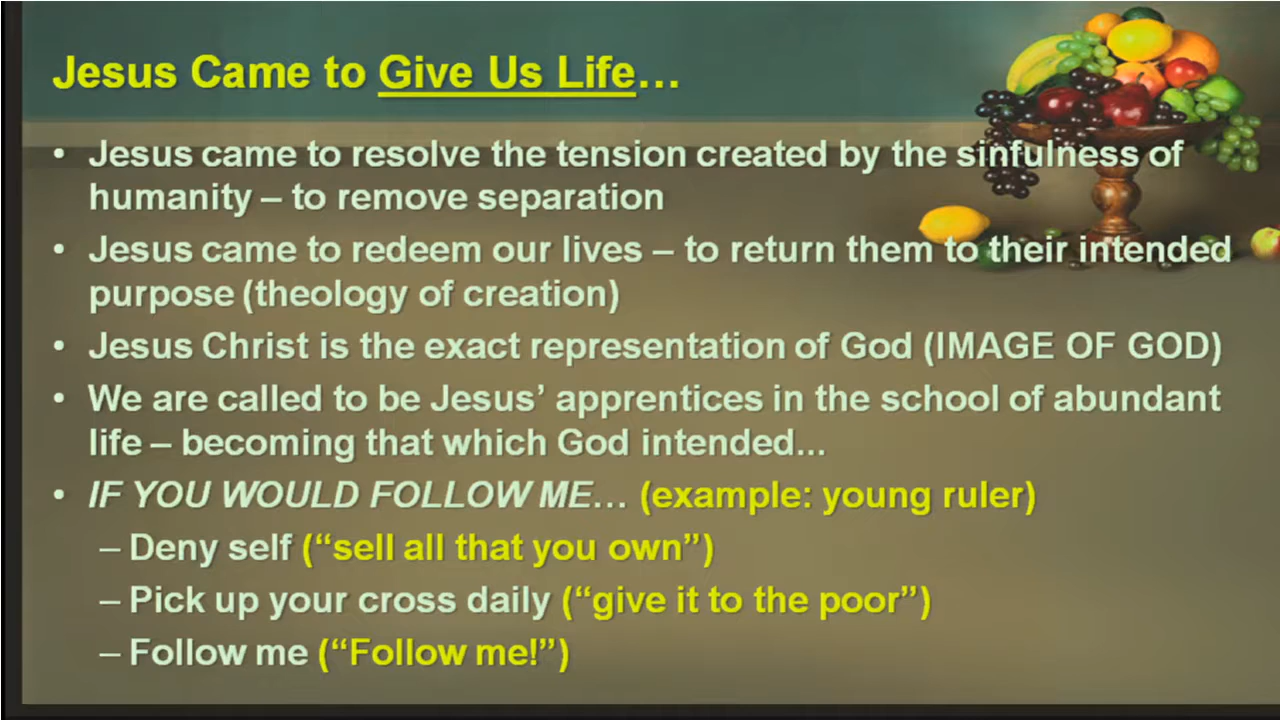 Jesus Came to Give Us Life…
• Jesus came to resolve the tension created by the sinfulness of
humanity – to remove separation
• Jesus came to redeem our lives – to return them to their intended
purpose (theology of creation)
• Jesus Christ is the exact representation of God (IMAGE OF GOD)
• We are called to be Jesus’ apprentices in the school of abundant
life – becoming that which God intended...
• IF YOU WOULD FOLLOW ME… (example: young ruler)
– Deny self (“sell all that you own”)
– Pick up your cross daily (“give it to the poor”)
– Follow me (“Follow me!”)